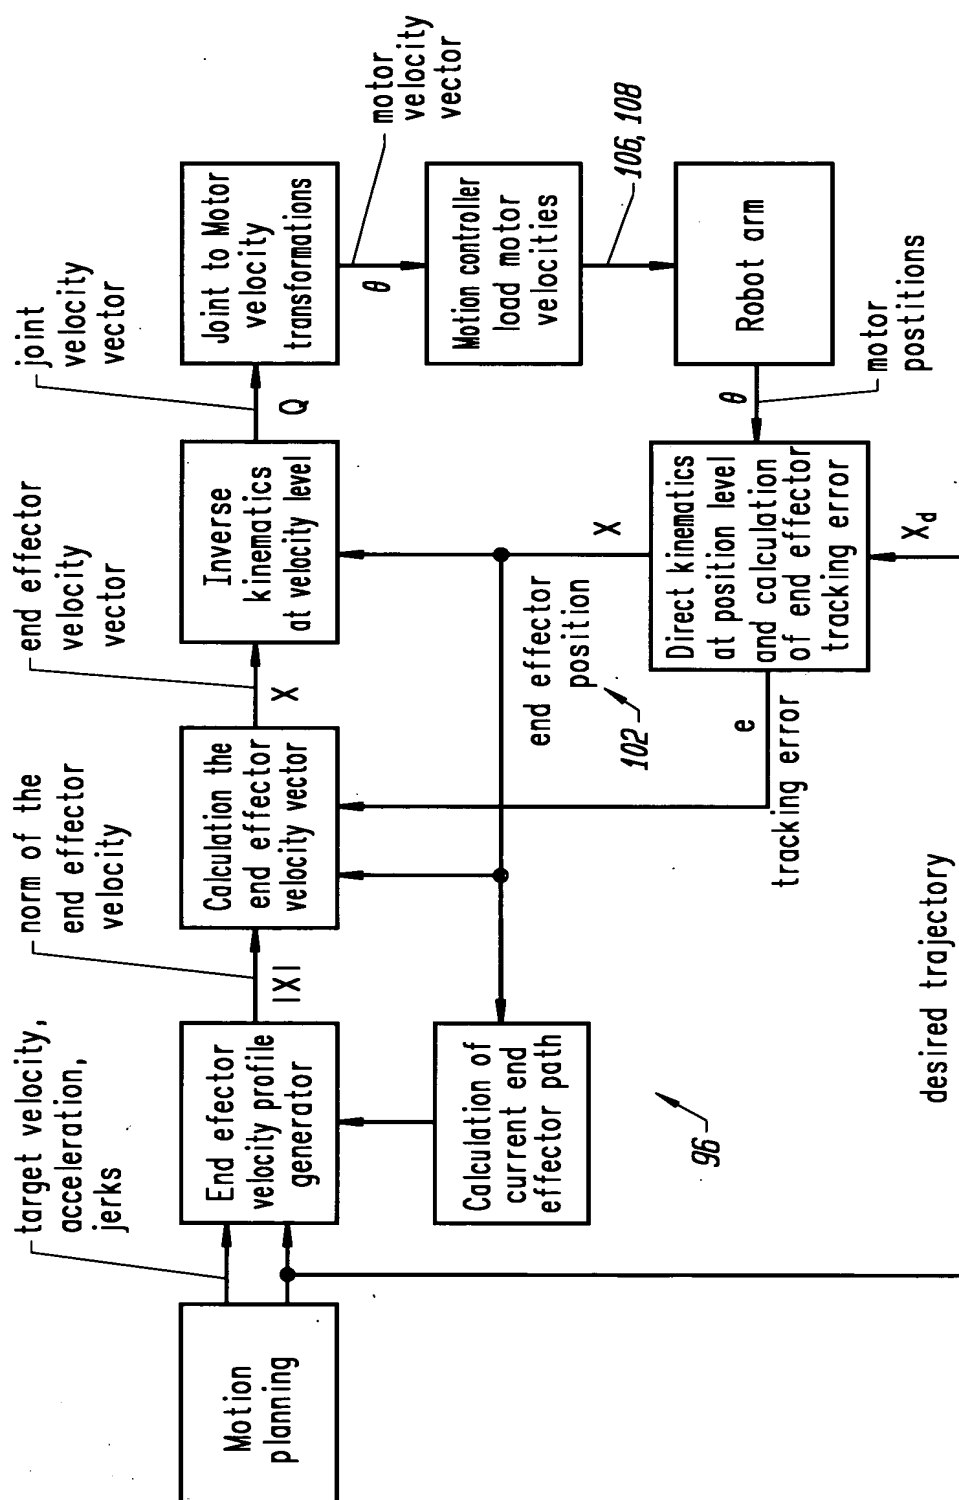 target velocity,
acceleration,
jerks
norm of the
end effector
velocity
end effector
velocity
vector
joint
velocity
vector
Motion
planning
End efector
velocity profile
generator
|X|
Calculation the
end effector
velocity vector
X
Inverse
kinematics
at velocity level
Q
Joint to Motor
velocity
transformations
θ
motor
velocity
vector
Calculation of
current end
effector path
end effector
position
102
X
Motion controller
load motor
velocities
106, 108
96
tracking error
e
Direct kinematics
at position level
and calculation
of end effector
tracking error
θ
Robot arm
motor
postitions
desired trajectory
Xd